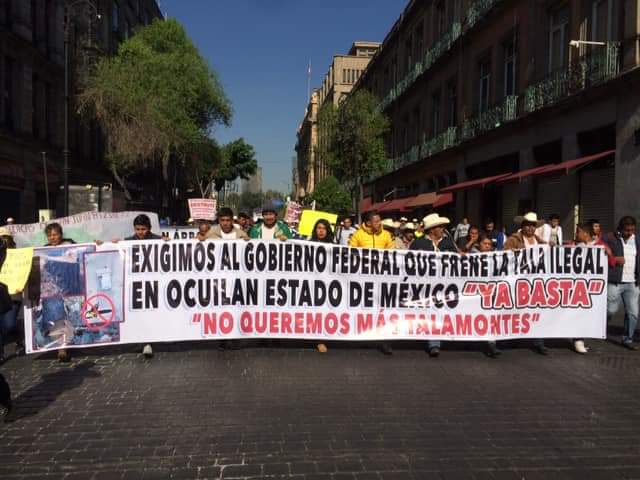 EXIGIMOS AL GOBIERNO FEDERAL QUE FRENE LA TALA ILEGAL
EN OCUILAN ESTADO DE MÉXICO "YA BASTA"
"NO QUEREMOS MÁS TALAMONTES"